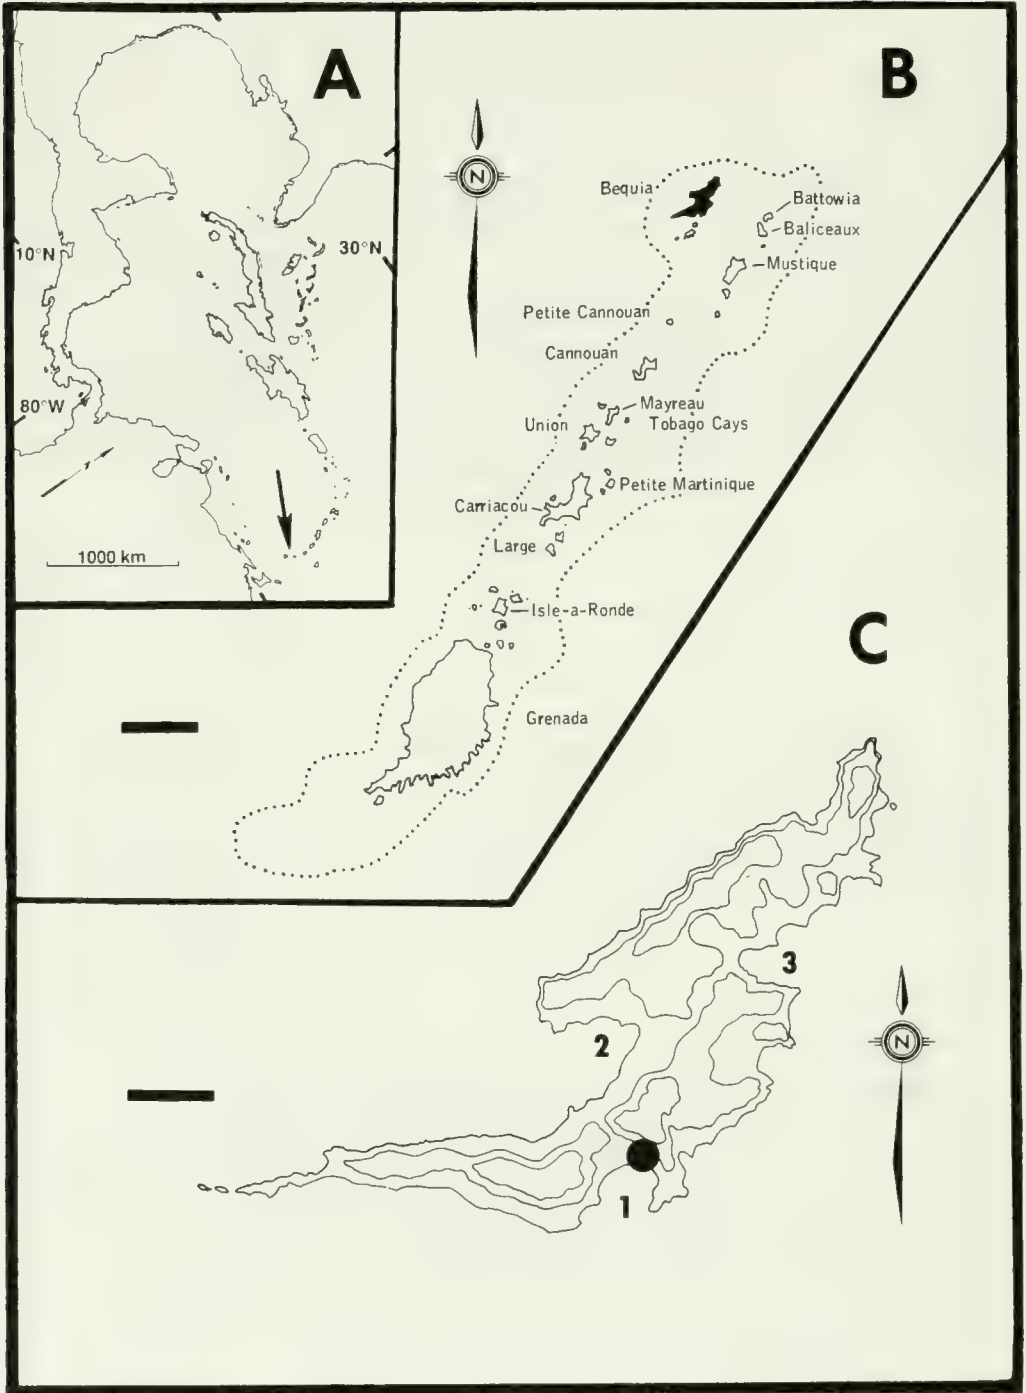 A
10°N
30°N
80°W
1000 km
B
N
Bequia
Battowia
Baliceaux
Mustique
Petite Cannouan
Cannouan
Mayreau
Union
Tobago Cays
Petite Martinique
Carriacou
Large
Isle-a-Ronde
Grenada
C
3
2
N
1